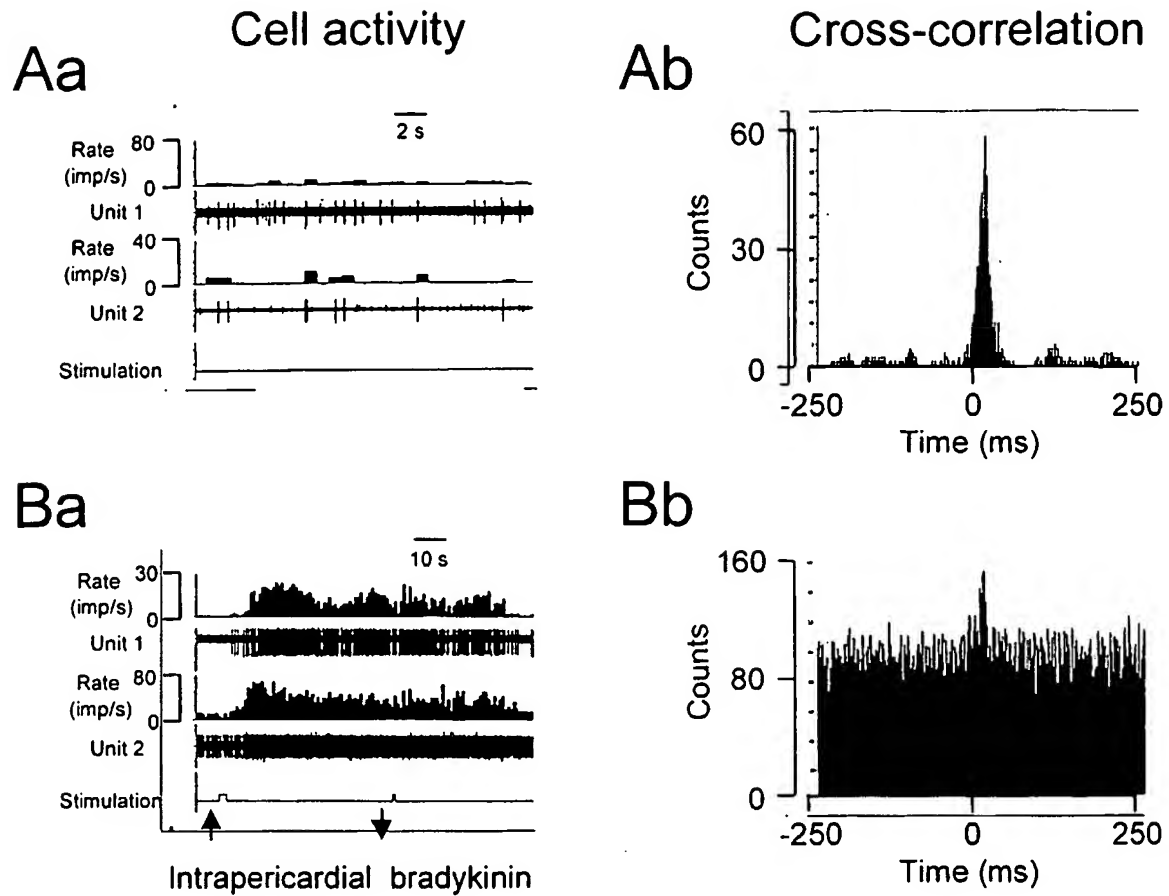 Cell activity
Cross-correlation
Aa
2 s
Rate
(imp/s)
80
0
Unit 1
Rate
(imp/s)
40
0
Unit 2
Stimulation
Ab
60
30
0
Counts
-250
0
250
Time (ms)
Ba
10 s
Rate
(imp/s)
30
0
Unit 1
Rate
(imp/s)
80
0
Unit 2
Stimulation
Intrapericardial bradykinin
Bb
160
80
0
Counts
-250
0
250
Time (ms)